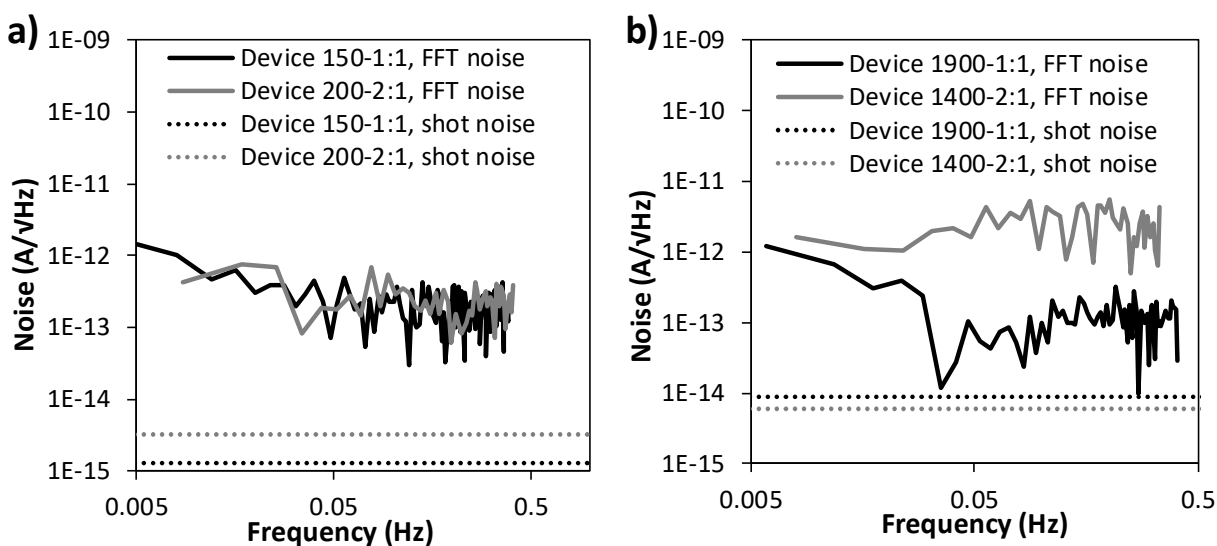 a)
Noise (A/√Hz)
1E-09
1E-10
1E-11
1E-12
1E-13
1E-14
1E-15
Device 150-1:1, FFT noise
Device 200-2:1, FFT noise
Device 150-1:1, shot noise
Device 200-2:1, shot noise
0.005
0.05
0.5
Frequency (Hz)
b)
Noise (A/√Hz)
1E-09
1E-10
1E-11
1E-12
1E-13
1E-14
1E-15
Device 1900-1:1, FFT noise
Device 1400-2:1, FFT noise
Device 1900-1:1, shot noise
Device 1400-2:1, shot noise
0.005
0.05
0.5
Frequency (Hz)